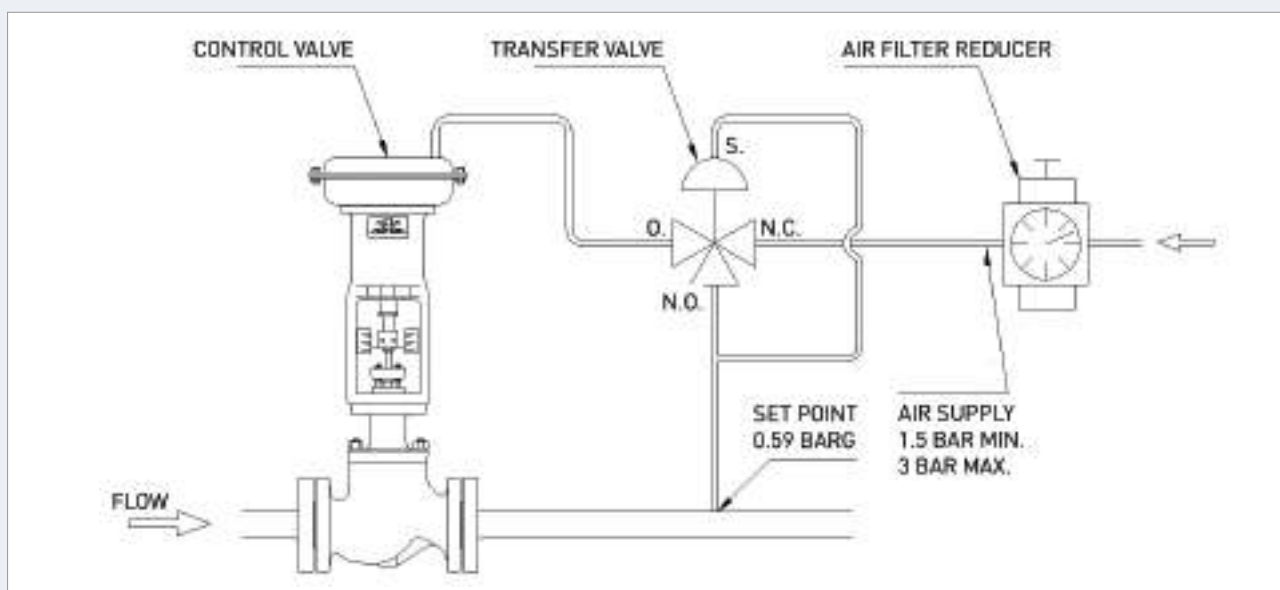 CONTROL VALVE
TRANSFER VALVE
AIR FILTER REDUCER
S.
O.
N.C.
N.O.
SET POINT
0.59 BARG
AIR SUPPLY
1.5 BAR MIN.
3 BAR MAX.
FLOW